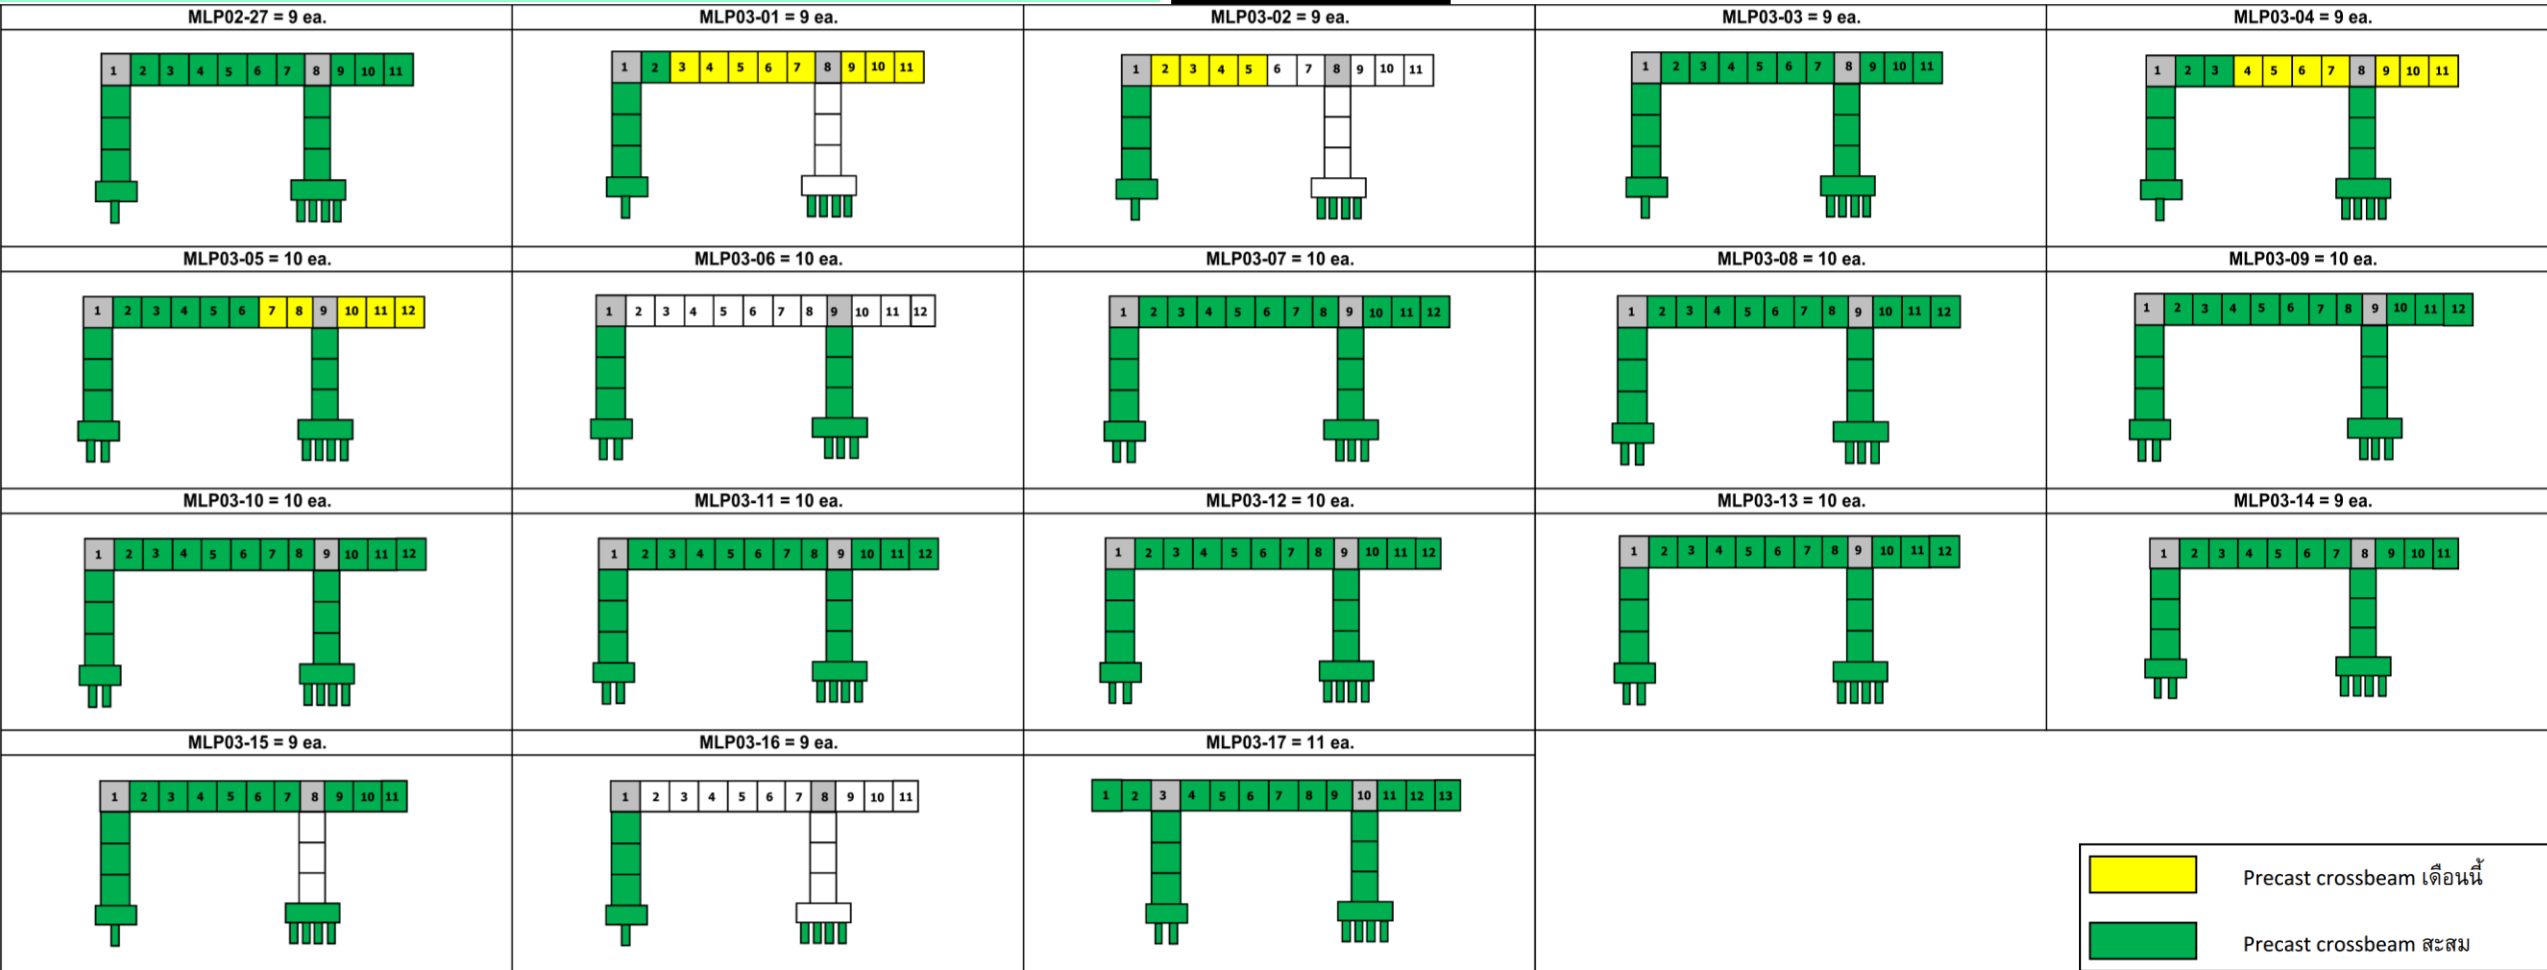 MLP02-27 = 9 ea. MLP03-01 = 9 ea. MLP03-02 = 9 ea. MLP03-03 = 9 ea. MLP03-04 = 9 ea.
1 2 3 4 5 6 7 8 9 10 11 1 2 3 4 5 6 7 8 9 10 11 1 2 3 4 5 6 7 8 9 10 11 1 2 3 4 5 6 7 8 9 10 11 1 2 3 4 5 6 7 8 9 10 11
MLP03-05 = 10 ea. MLP03-06 = 10 ea. MLP03-07 = 10 ea. MLP03-08 = 10 ea. MLP03-09 = 10 ea.
1 2 3 4 5 6 7 8 9 10 11 12 1 2 3 4 5 6 7 8 9 10 11 12 1 2 3 4 5 6 7 8 9 10 11 12 1 2 3 4 5 6 7 8 9 10 11 12 1 2 3 4 5 6 7 8 9 10 11 12
MLP03-10 = 10 ea. MLP03-11 = 10 ea. MLP03-12 = 10 ea. MLP03-13 = 10 ea. MLP03-14 = 9 ea.
1 2 3 4 5 6 7 8 9 10 11 12 1 2 3 4 5 6 7 8 9 10 11 12 1 2 3 4 5 6 7 8 9 10 11 12 1 2 3 4 5 6 7 8 9 10 11 12 1 2 3 4 5 6 7 8 9 10 11
MLP03-15 = 9 ea. MLP03-16 = 9 ea. MLP03-17 = 11 ea.
1 2 3 4 5 6 7 8 9 10 11 1 2 3 4 5 6 7 8 9 10 11 1 2 3 4 5 6 7 8 9 10 11 12 13
Precast crossbeam เดือนนี้
Precast crossbeam สะสม